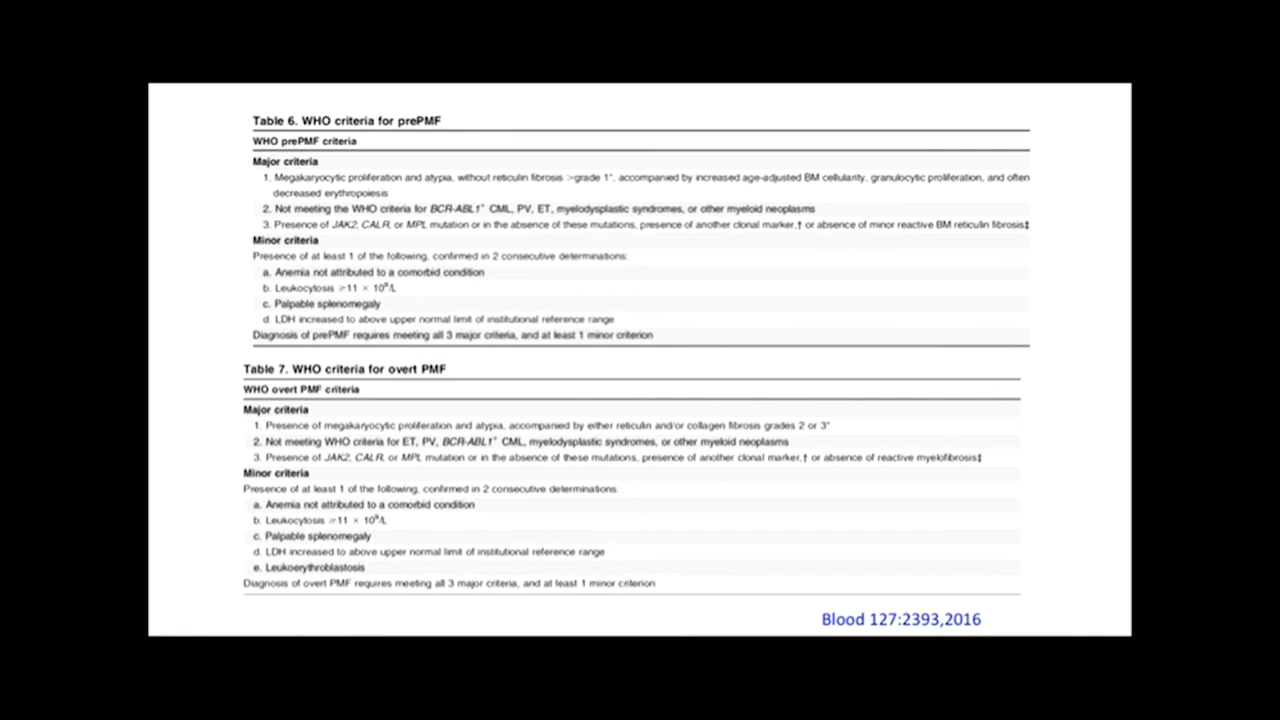 Table 6. WHO criteria for prePMF
WHO prePMF criteria
Major criteria
1. Megakaryocytic proliferation and atypia, without reticulin fibrosis >grade 1*, accompanied by increased age-adjusted BM cellularity, granulocytic proliferation, and often
decreased erythropoiesis
2. Not meeting the WHO criteria for BCR-ABL1⁺ CML, PV, ET, myelodysplastic syndromes, or other myeloid neoplasms
3. Presence of JAK2, CALR, or MPL mutation or in the absence of these mutations, presence of another clonal marker,† or absence of minor reactive BM reticulin fibrosis‡
Minor criteria
Presence of at least 1 of the following, confirmed in 2 consecutive determinations:
a. Anemia not attributed to a comorbid condition
b. Leukocytosis ≥11 × 10⁹/L
c. Palpable splenomegaly
d. LDH increased to above upper normal limit of institutional reference range
Diagnosis of prePMF requires meeting all 3 major criteria, and at least 1 minor criterion
Table 7. WHO criteria for overt PMF
WHO overt PMF criteria
Major criteria
1. Presence of megakaryocytic proliferation and atypia, accompanied by either reticulin and/or collagen fibrosis grades 2 or 3*
2. Not meeting WHO criteria for ET, PV, BCR-ABL1⁺ CML, myelodysplastic syndromes, or other myeloid neoplasms
3. Presence of JAK2, CALR, or MPL mutation or in the absence of these mutations, presence of another clonal marker,† or absence of reactive myelofibrosis‡
Minor criteria
Presence of at least 1 of the following, confirmed in 2 consecutive determinations:
a. Anemia not attributed to a comorbid condition
b. Leukocytosis ≥11 × 10⁹/L
c. Palpable splenomegaly
d. LDH increased to above upper normal limit of institutional reference range
e. Leukoerythroblastosis
Diagnosis of overt PMF requires meeting all 3 major criteria, and at least 1 minor criterion
Blood 127:2393,2016